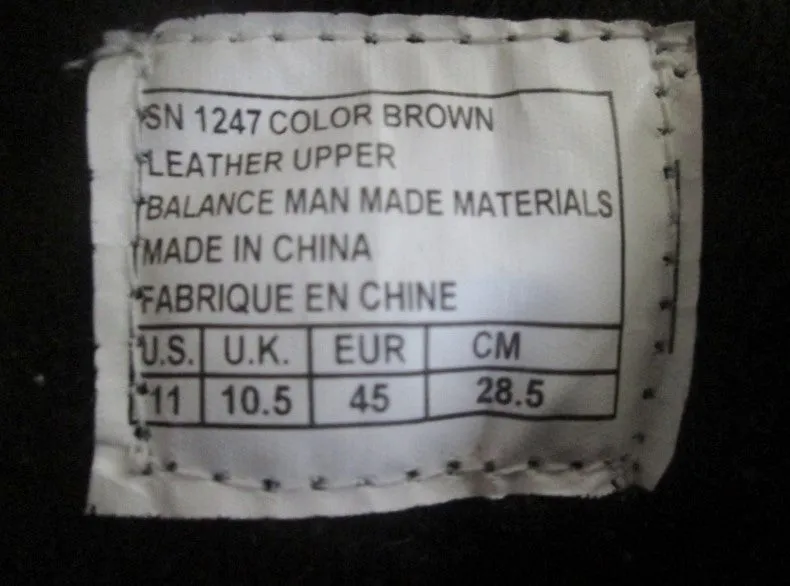 SN 1247 COLOR BROWN
LEATHER UPPER
BALANCE MAN MADE MATERIALS
MADE IN CHINA
FABRIQUE EN CHINE
U.S. U.K. EUR CM
11 10.5 45 28.5